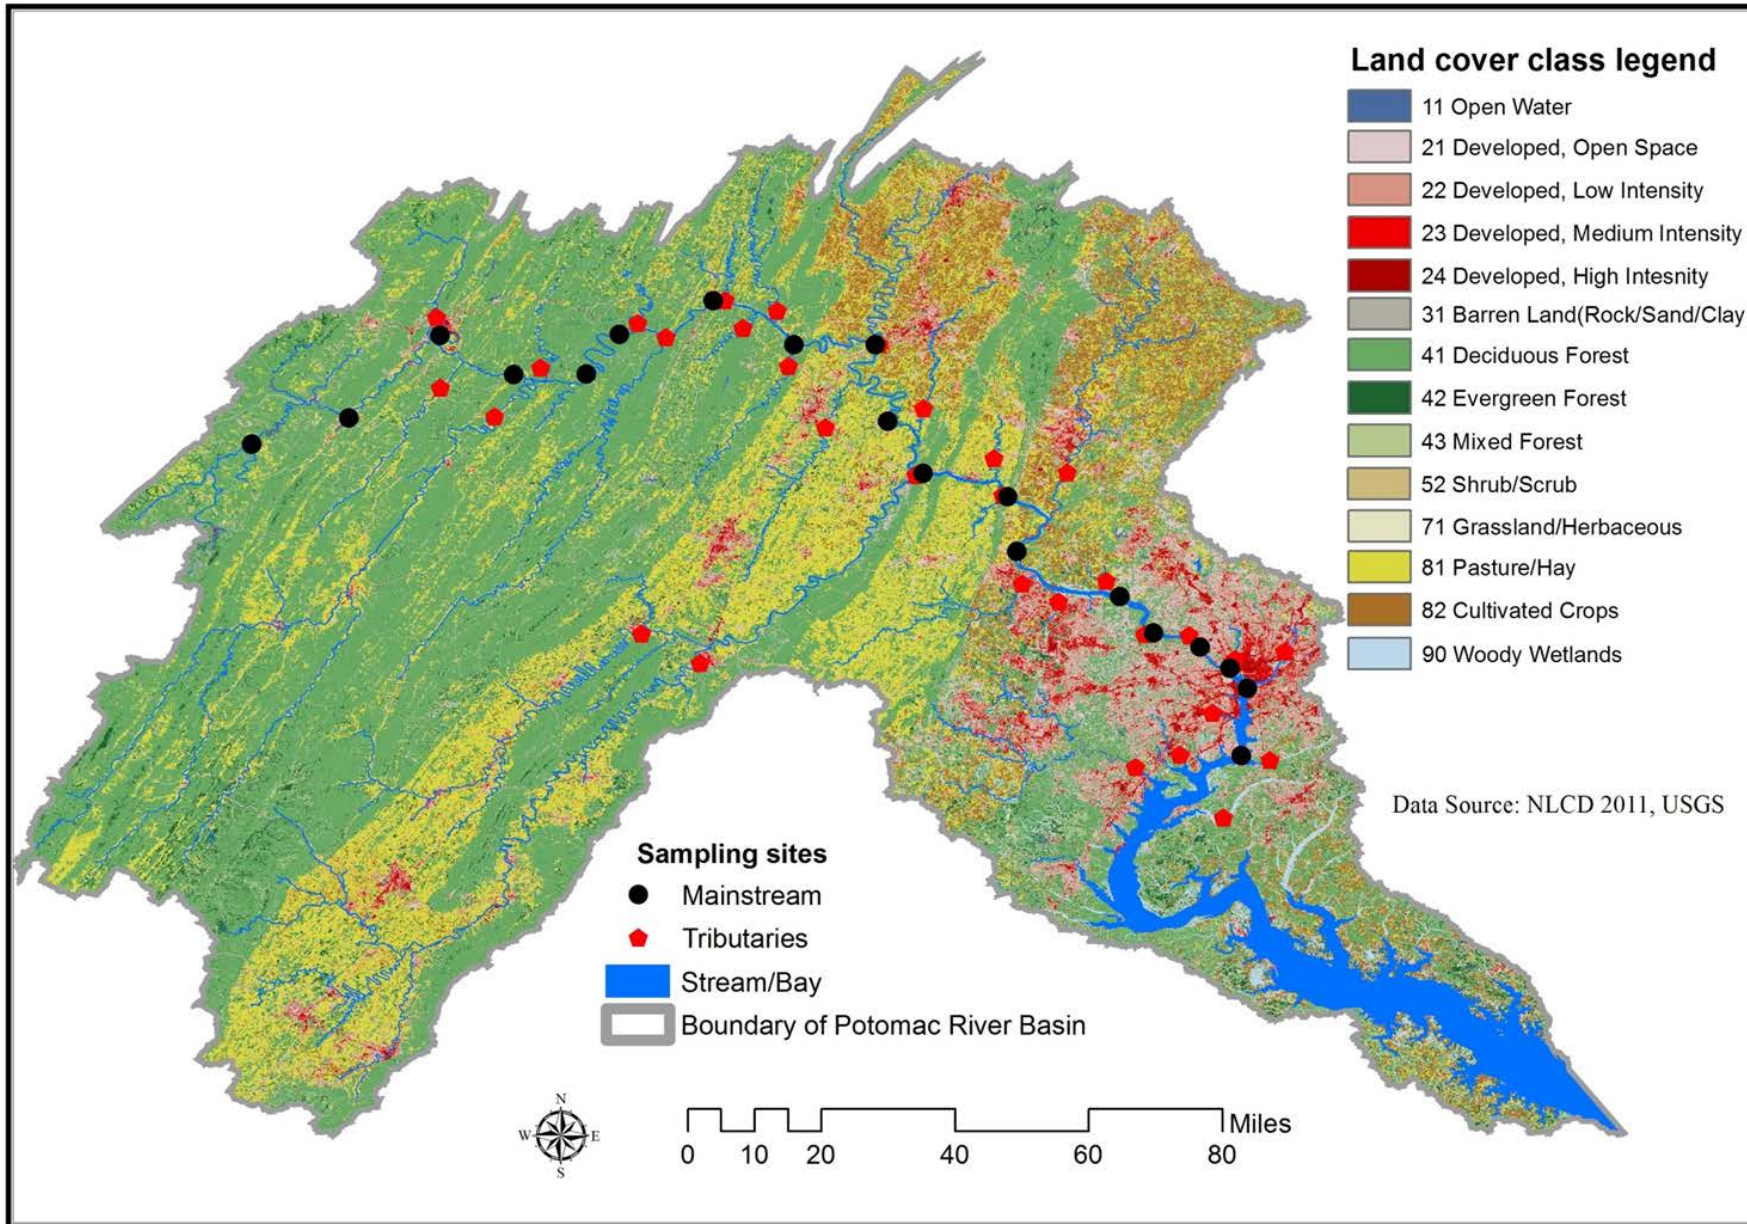 Land cover class legend
11 Open Water
21 Developed, Open Space
22 Developed, Low Intensity
23 Developed, Medium Intensity
24 Developed, High Intesnity
31 Barren Land(Rock/Sand/Clay
41 Deciduous Forest
42 Evergreen Forest
43 Mixed Forest
52 Shrub/Scrub
71 Grassland/Herbaceous
81 Pasture/Hay
82 Cultivated Crops
90 Woody Wetlands
Data Source: NLCD 2011, USGS
Sampling sites
Mainstream
Tributaries
Stream/Bay
Boundary of Potomac River Basin
N
W E
S
Miles
0 10 20 40 60 80